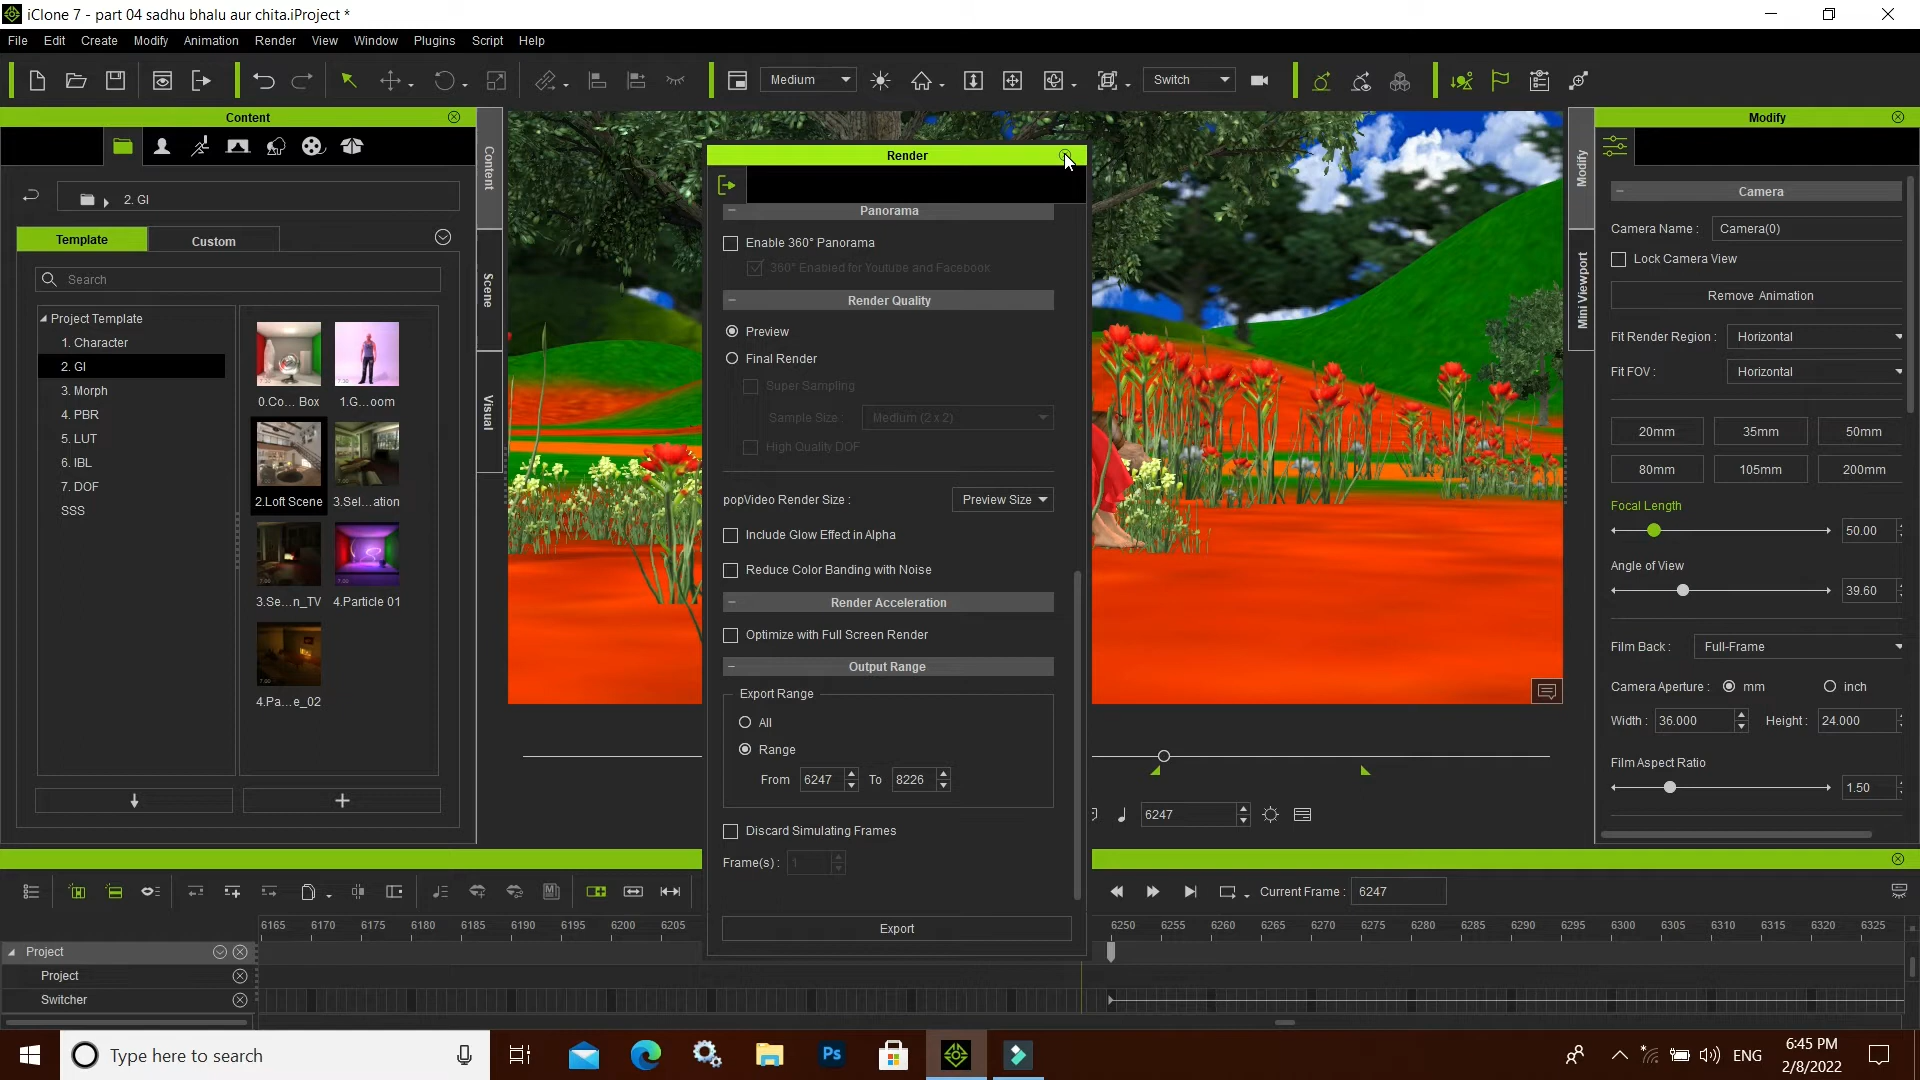 iClone 7 - part 04 sadhu bhalu aur chita.iProject *
File Edit Create Modify Animation Render View Window Plugins Script Help
Medium Switch
Content
2. GI
Template Custom
Search
Project Template
1. Character
2. GI
3. Morph
4. PBR
5. LUT
6. IBL
7. DOF
SSS
0.Co... Box 1.G...oom
2.Loft Scene 3.Sel...ation
3.Se...n_TV 4.Particle 01
4.Pa...e_02
Content
Scene
Visual
Render
Panorama
Enable 360° Panorama
360° Enabled for Youtube and Facebook
Render Quality
Preview
Final Render
Super Sampling
Sample Size : Medium (2 x 2)
High Quality DOF
popVideo Render Size : Preview Size
Include Glow Effect in Alpha
Reduce Color Banding with Noise
Render Acceleration
Optimize with Full Screen Render
Output Range
Export Range
All
Range
From 6247 To 8226
Discard Simulating Frames
Frame(s) : 1
Export
6247
Modify
Mini Viewport
Modify
Camera
Camera Name : Camera(0)
Lock Camera View
Remove Animation
Fit Render Region : Horizontal
Fit FOV : Horizontal
20mm 35mm 50mm
80mm 105mm 200mm
Focal Length
50.00
Angle of View
39.60
Film Back : Full-Frame
Camera Aperture : mm inch
Width : 36.000 Height : 24.000
Film Aspect Ratio
1.50
Current Frame : 6247
6165 6170 6175 6180 6185 6190 6195 6200 6205 6250 6255 6260 6265 6270 6275 6280 6285 6290 6295 6300 6305 6310 6315 6320 6325
Project
Project
Switcher
Type here to search
Ps
ENG
6:45 PM
2/8/2022